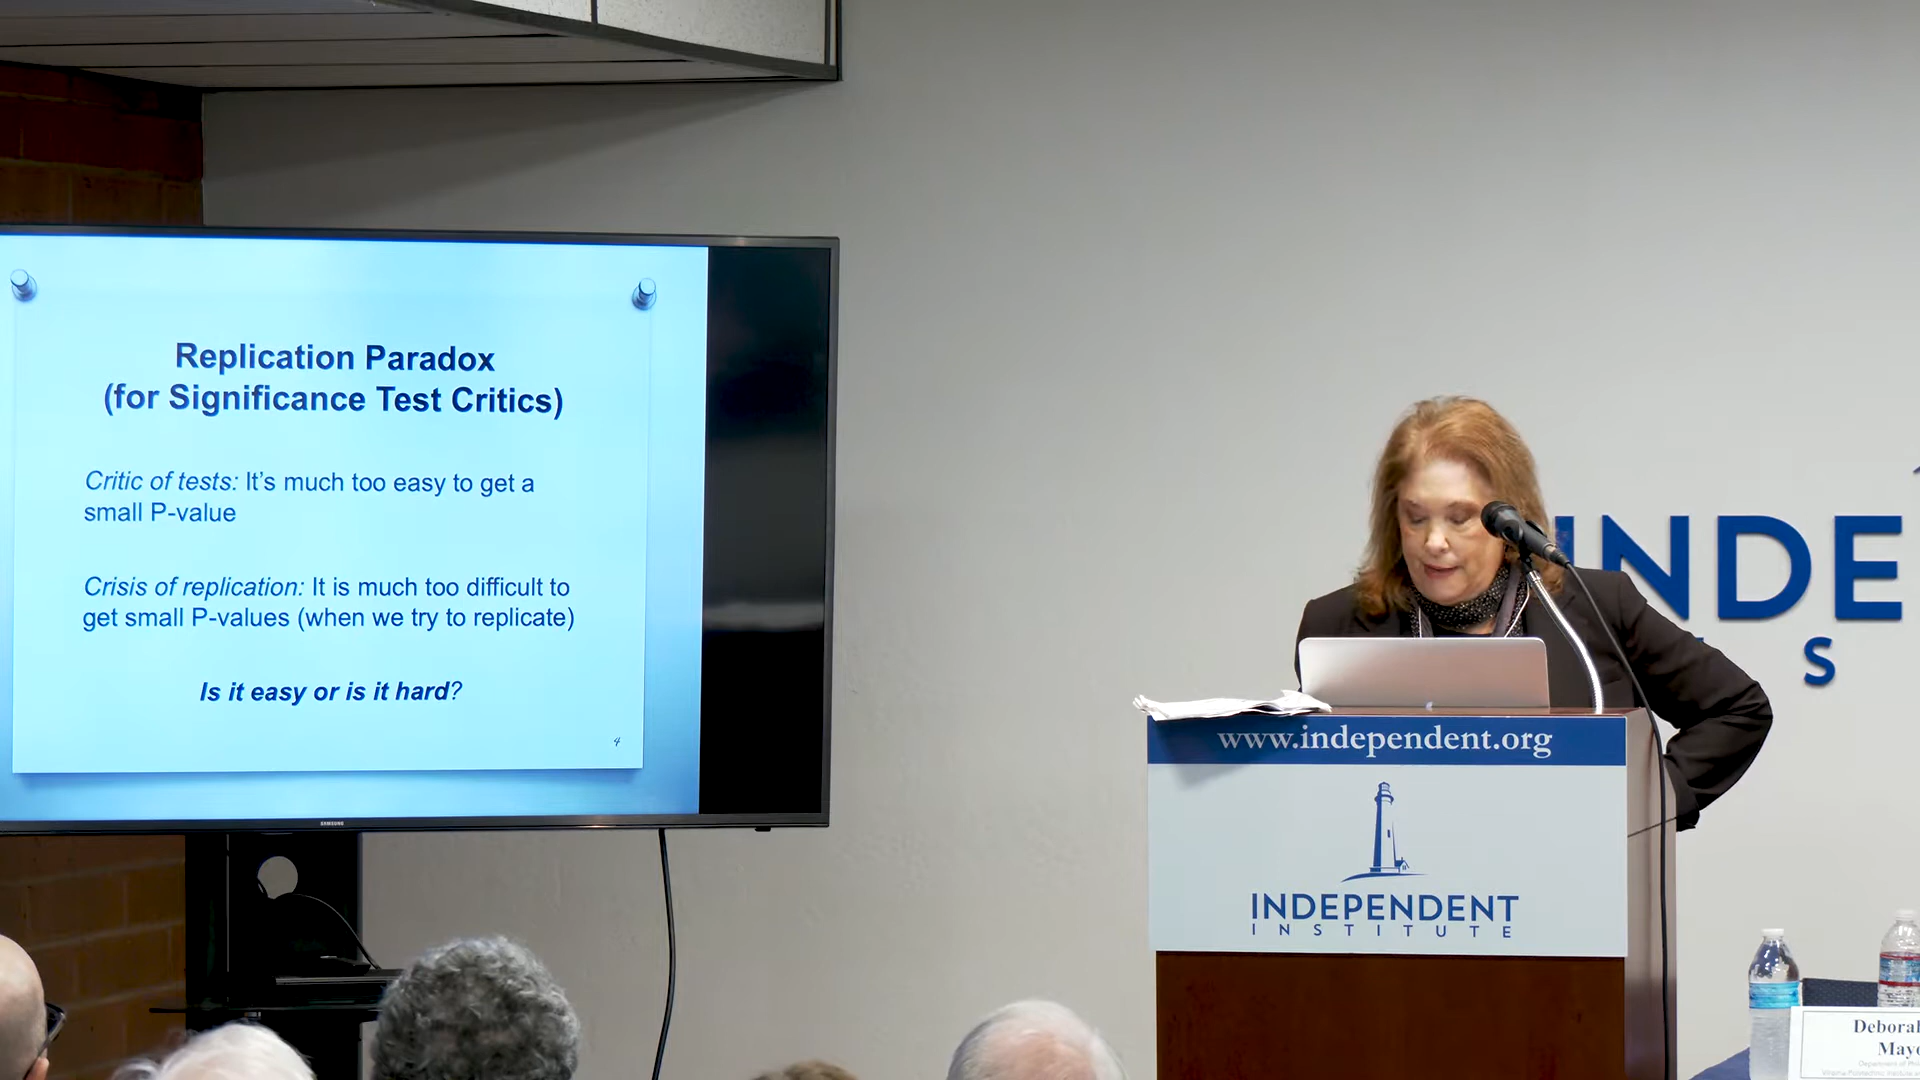 Replication Paradox
(for Significance Test Critics)
Critic of tests: It's much too easy to get a
small P-value
Crisis of replication: It is much too difficult to
get small P-values (when we try to replicate)
Is it easy or is it hard?
4
SAMSUNG
INDE
S
www.independent.org
INDEPENDENT
INSTITUTE
Deborah
Mayo